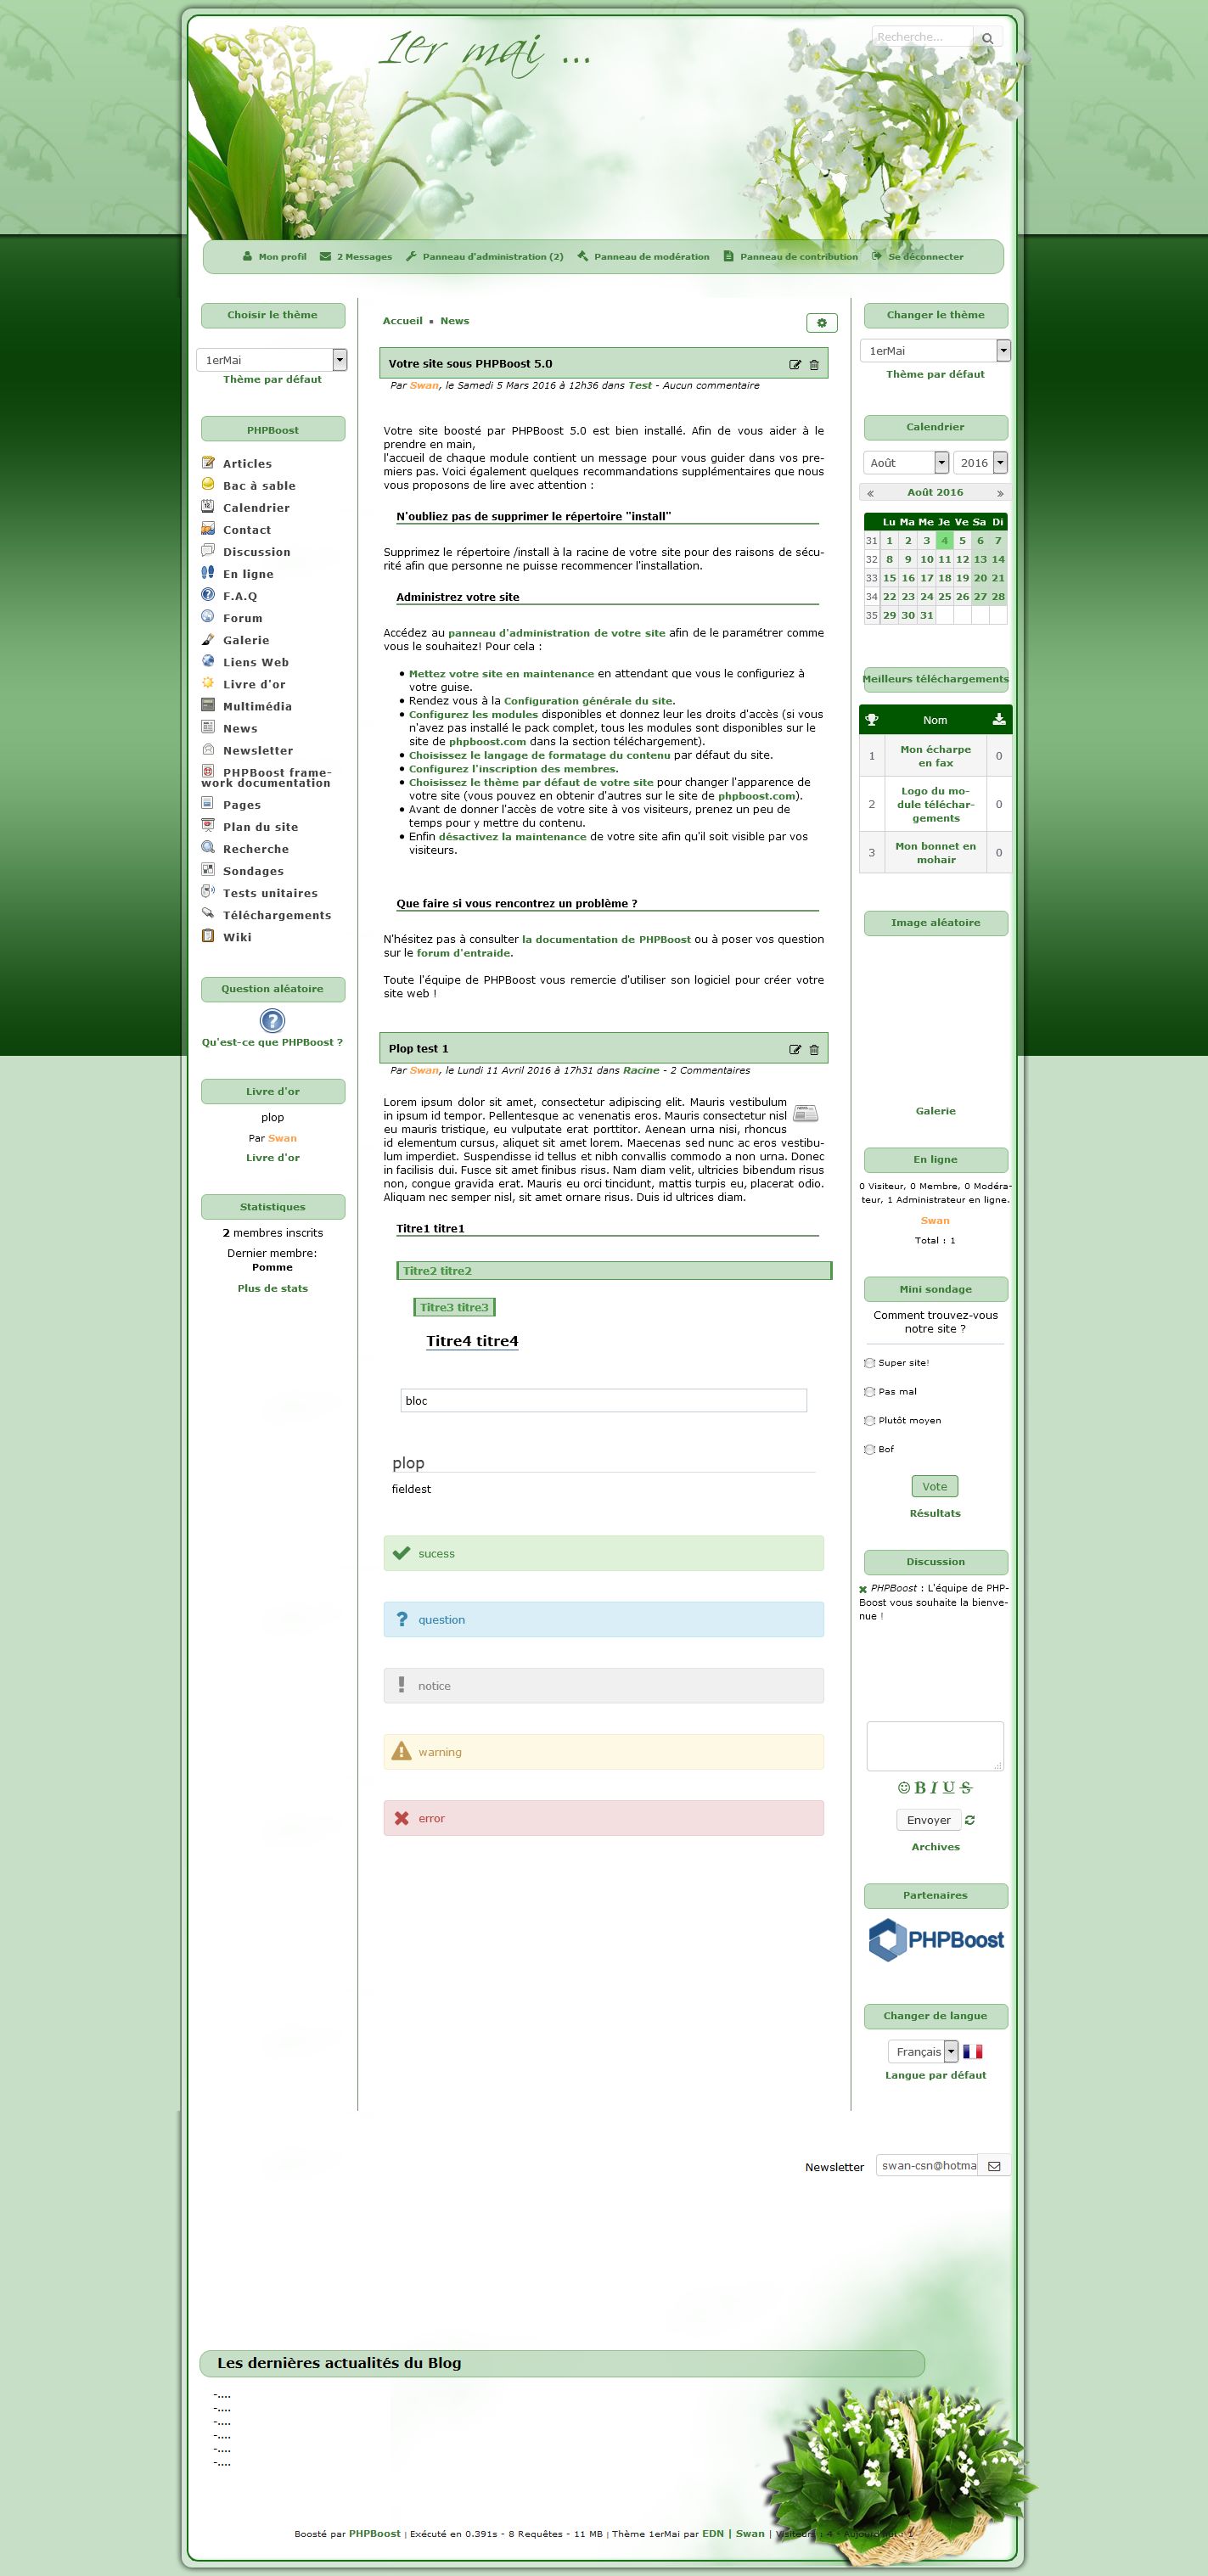 1er mai ...
Recherche...
Mon profil 2 Messages Panneau d'administration (2) Panneau de modération Panneau de contribution Se déconnecter
Choisir le thème
1erMai
Thème par défaut
PHPBoost
Articles
Bac à sable
Calendrier
Contact
Discussion
En ligne
F.A.Q
Forum
Galerie
Liens Web
Livre d'or
Multimédia
News
Newsletter
PHPBoost frame-
work documentation
Pages
Plan du site
Recherche
Sondages
Tests unitaires
Téléchargements
Wiki
Question aléatoire
Qu'est-ce que PHPBoost ?
Livre d'or
plop
Par Swan
Livre d'or
Statistiques
2 membres inscrits
Dernier membre:
Pomme
Plus de stats
Accueil ▪ News
Votre site sous PHPBoost 5.0
Par Swan, le Samedi 5 Mars 2016 à 12h36 dans Test - Aucun commentaire
Votre site boosté par PHPBoost 5.0 est bien installé. Afin de vous aider à le
prendre en main,
l'accueil de chaque module contient un message pour vous guider dans vos pre-
miers pas. Voici également quelques recommandations supplémentaires que nous
vous proposons de lire avec attention :
N'oubliez pas de supprimer le répertoire "install"
Supprimez le répertoire /install à la racine de votre site pour des raisons de sécu-
rité afin que personne ne puisse recommencer l'installation.
Administrez votre site
Accédez au panneau d'administration de votre site afin de le paramétrer comme
vous le souhaitez! Pour cela :
• Mettez votre site en maintenance en attendant que vous le configuriez à
votre guise.
• Rendez vous à la Configuration générale du site.
• Configurez les modules disponibles et donnez leur les droits d'accès (si vous
n'avez pas installé le pack complet, tous les modules sont disponibles sur le
site de phpboost.com dans la section téléchargement).
• Choisissez le langage de formatage du contenu par défaut du site.
• Configurez l'inscription des membres.
• Choisissez le thème par défaut de votre site pour changer l'apparence de
votre site (vous pouvez en obtenir d'autres sur le site de phpboost.com).
• Avant de donner l'accès de votre site à vos visiteurs, prenez un peu de
temps pour y mettre du contenu.
• Enfin désactivez la maintenance de votre site afin qu'il soit visible par vos
visiteurs.
Que faire si vous rencontrez un problème ?
N'hésitez pas à consulter la documentation de PHPBoost ou à poser vos question
sur le forum d'entraide.
Toute l'équipe de PHPBoost vous remercie d'utiliser son logiciel pour créer votre
site web !
Plop test 1
Par Swan, le Lundi 11 Avril 2016 à 17h31 dans Racine - 2 Commentaires
Lorem ipsum dolor sit amet, consectetur adipiscing elit. Mauris vestibulum
in ipsum id tempor. Pellentesque ac venenatis eros. Mauris consectetur nisl
eu mauris tristique, eu vulputate erat porttitor. Aenean urna nisi, rhoncus
id elementum cursus, aliquet sit amet lorem. Maecenas sed nunc ac eros vestibu-
lum imperdiet. Suspendisse id tellus et nibh convallis commodo a non urna. Donec
in facilisis dui. Fusce sit amet finibus risus. Nam diam velit, ultricies bibendum risus
non, congue gravida erat. Mauris eu orci tincidunt, mattis turpis eu, placerat odio.
Aliquam nec semper nisl, sit amet ornare risus. Duis id ultrices diam.
Titre1 titre1
Titre2 titre2
Titre3 titre3
Titre4 titre4
bloc
plop
fieldest
sucess
question
notice
warning
error
Changer le thème
1erMai
Thème par défaut
Calendrier
Août 2016
« Août 2016 »
Lu Ma Me Je Ve Sa Di
31 1 2 3 4 5 6 7
32 8 9 10 11 12 13 14
33 15 16 17 18 19 20 21
34 22 23 24 25 26 27 28
35 29 30 31
Meilleurs téléchargements
Nom
1 Mon écharpe en fax 0
2 Logo du mo-
dule téléchar-
gements 0
3 Mon bonnet en
mohair 0
Image aléatoire
Galerie
En ligne
0 Visiteur, 0 Membre, 0 Modéra-
teur, 1 Administrateur en ligne.
Swan
Total : 1
Mini sondage
Comment trouvez-vous
notre site ?
Super site!
Pas mal
Plutôt moyen
Bof
Vote
Résultats
Discussion
PHPBoost : L'équipe de PHP-
Boost vous souhaite la bienve-
nue !
B I U S
Envoyer
Archives
Partenaires
PHPBoost
Changer de langue
Français
Langue par défaut
Newsletter swan-csn@hotma
Les dernières actualités du Blog
-....
-....
-....
-....
-....
-....
Boosté par PHPBoost | Exécuté en 0.391s - 8 Requêtes - 11 MB | Thème 1erMai par EDN | Swan | Visiteurs : 4 -